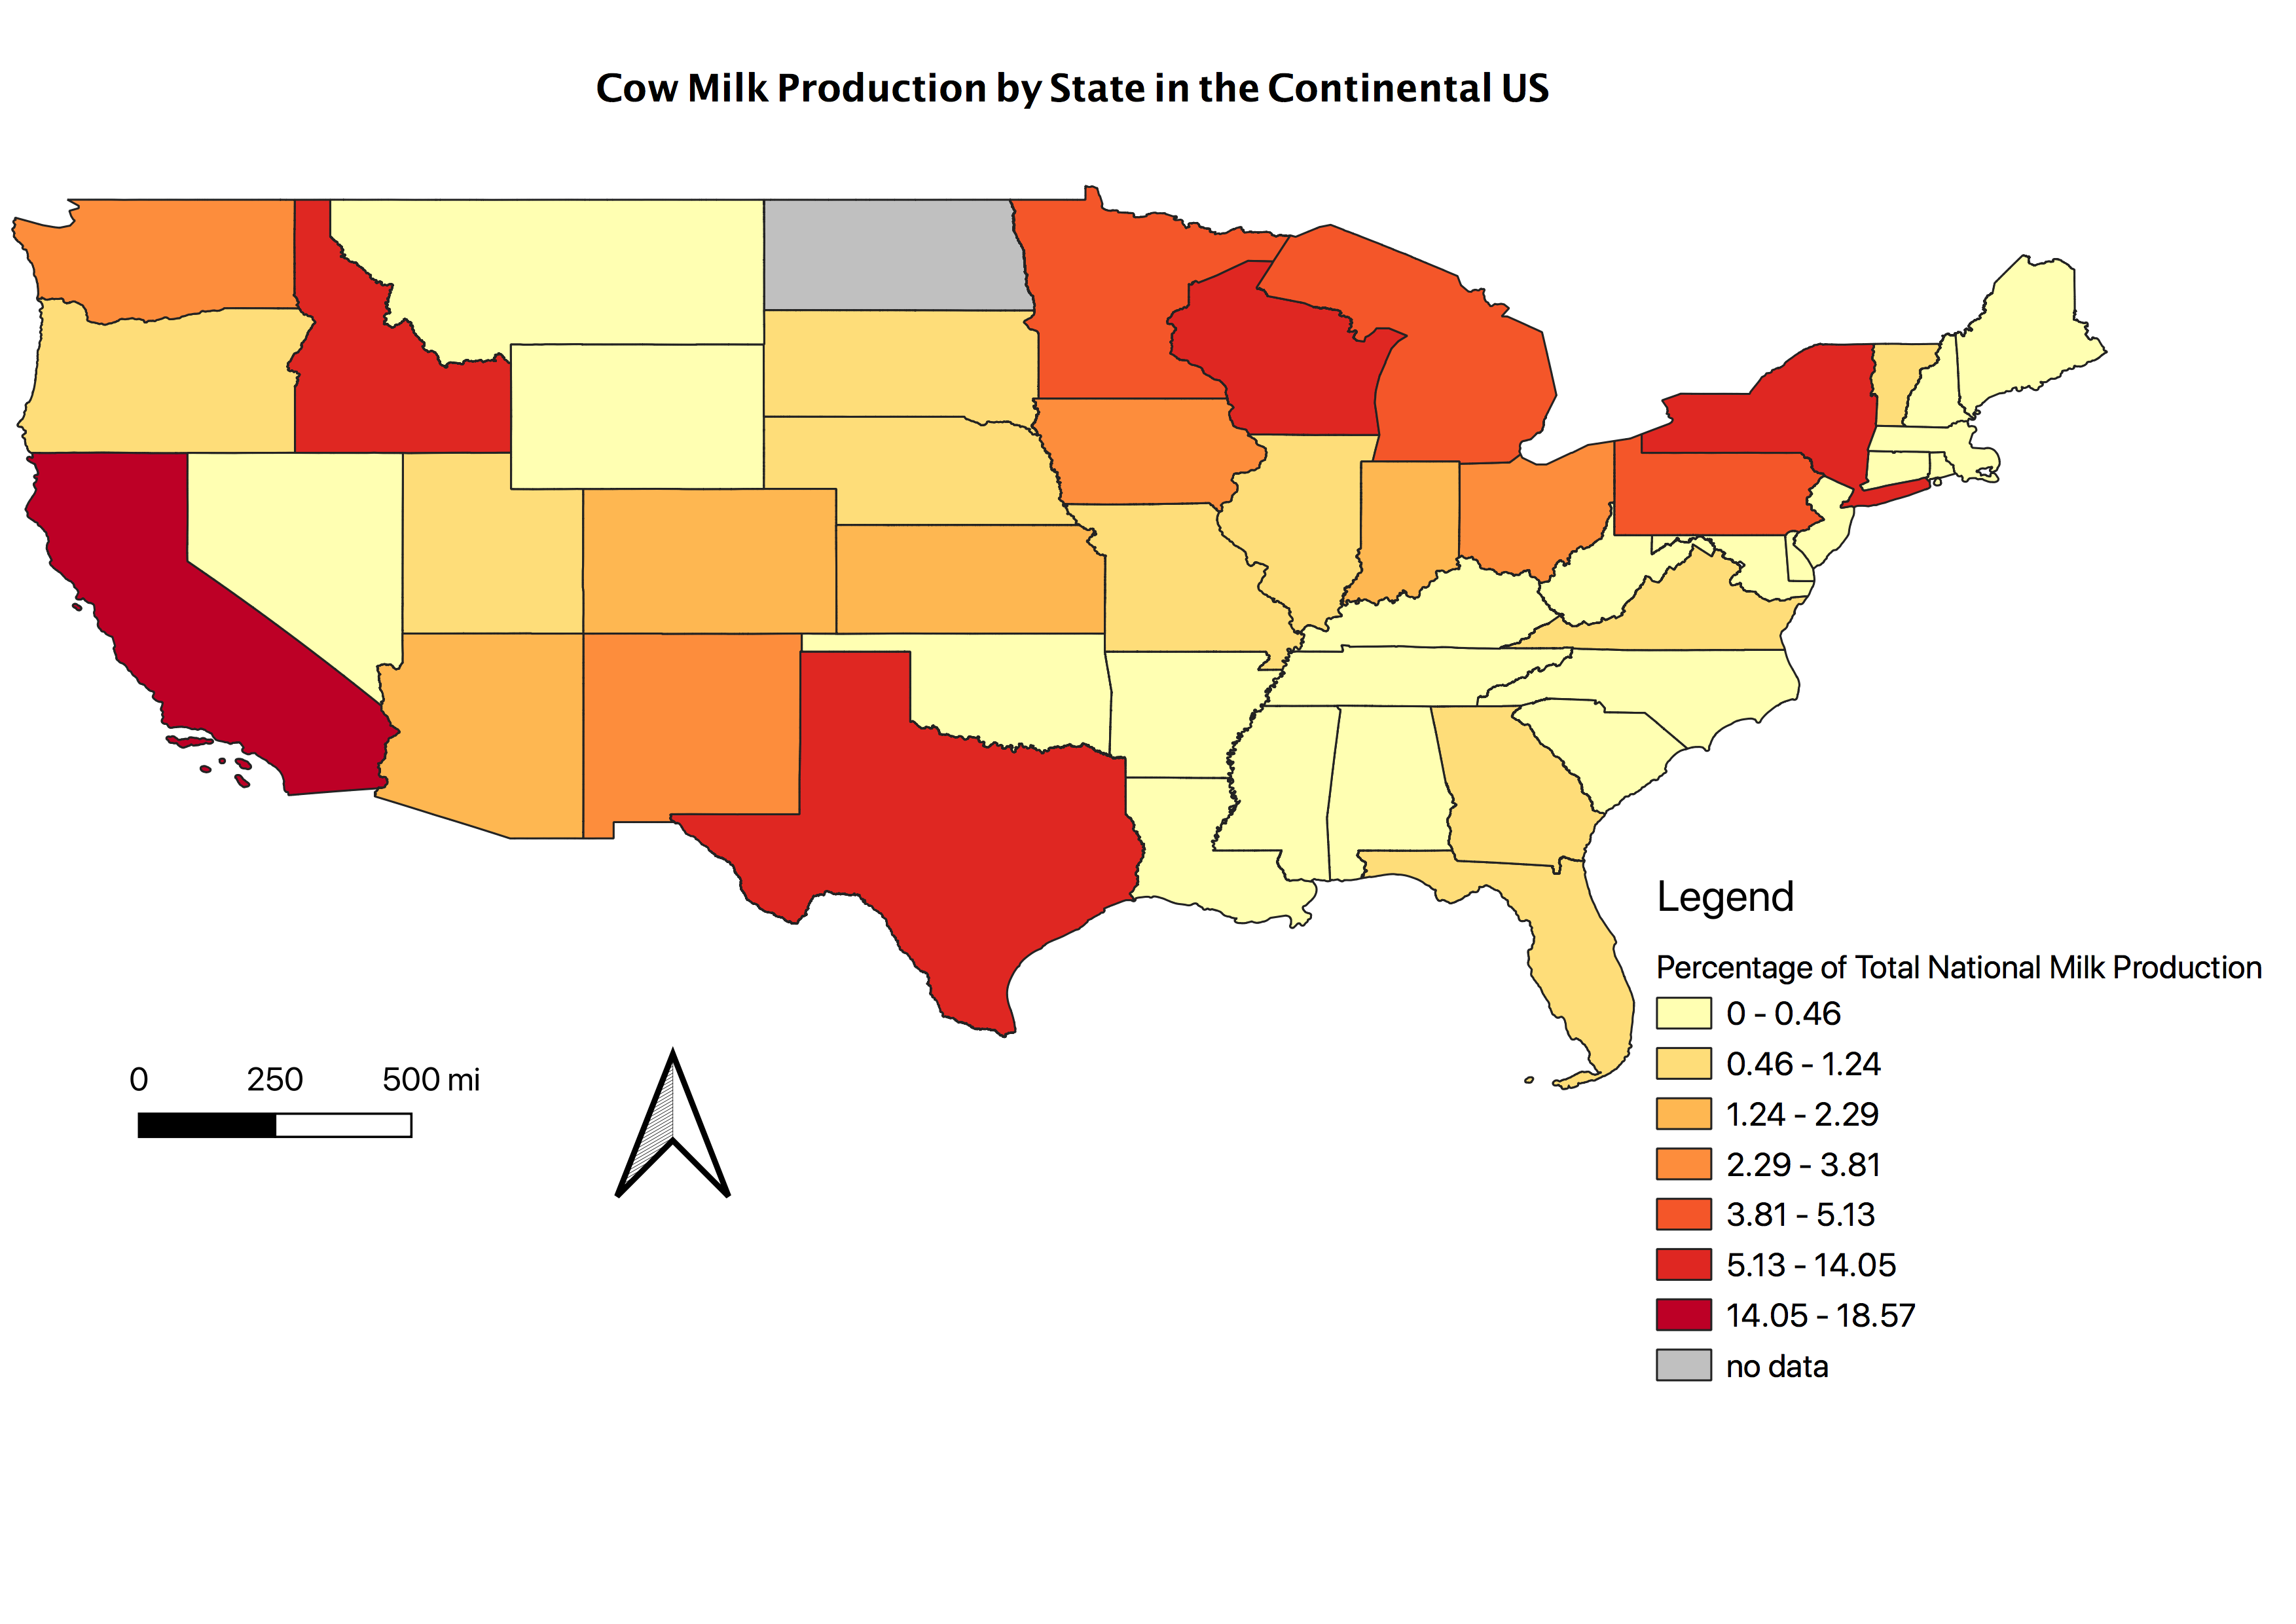 Cow Milk Production by State in the Continental US
Legend
Percentage of Total National Milk Production
0 - 0.46
0.46 - 1.24
1.24 - 2.29
2.29 - 3.81
3.81 - 5.13
5.13 - 14.05
14.05 - 18.57
no data
0 250 500 mi